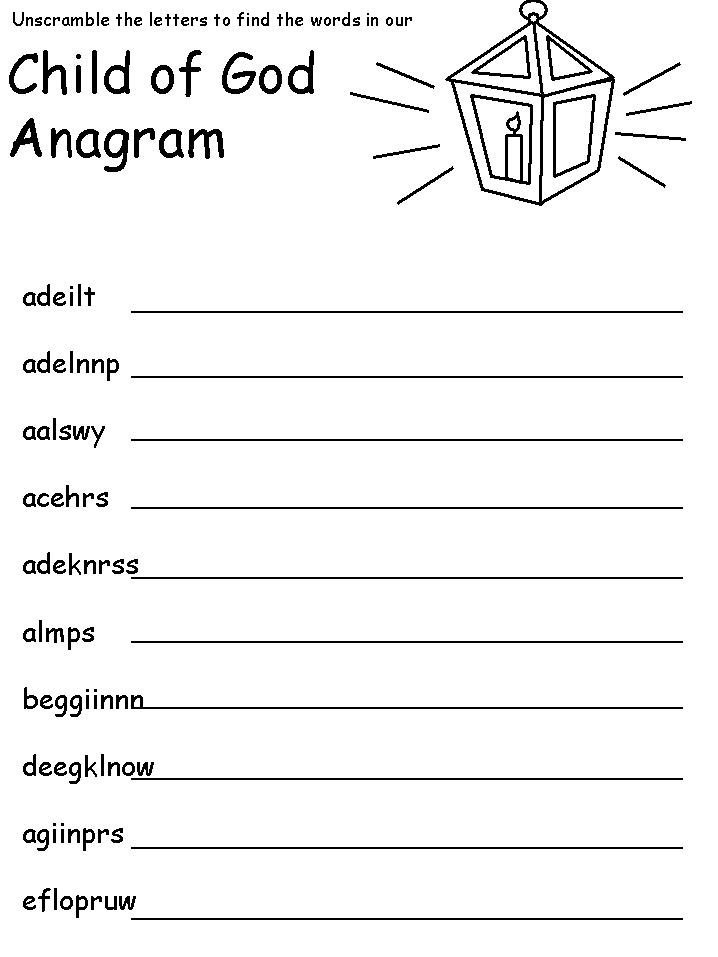 Unscramble the letters to find the words in our
Child of God
Anagram
adeilt
adelnnp
aalswy
acehrs
adeknrss
almps
beggiinnn
deegklnow
agiinprs
eflopruw